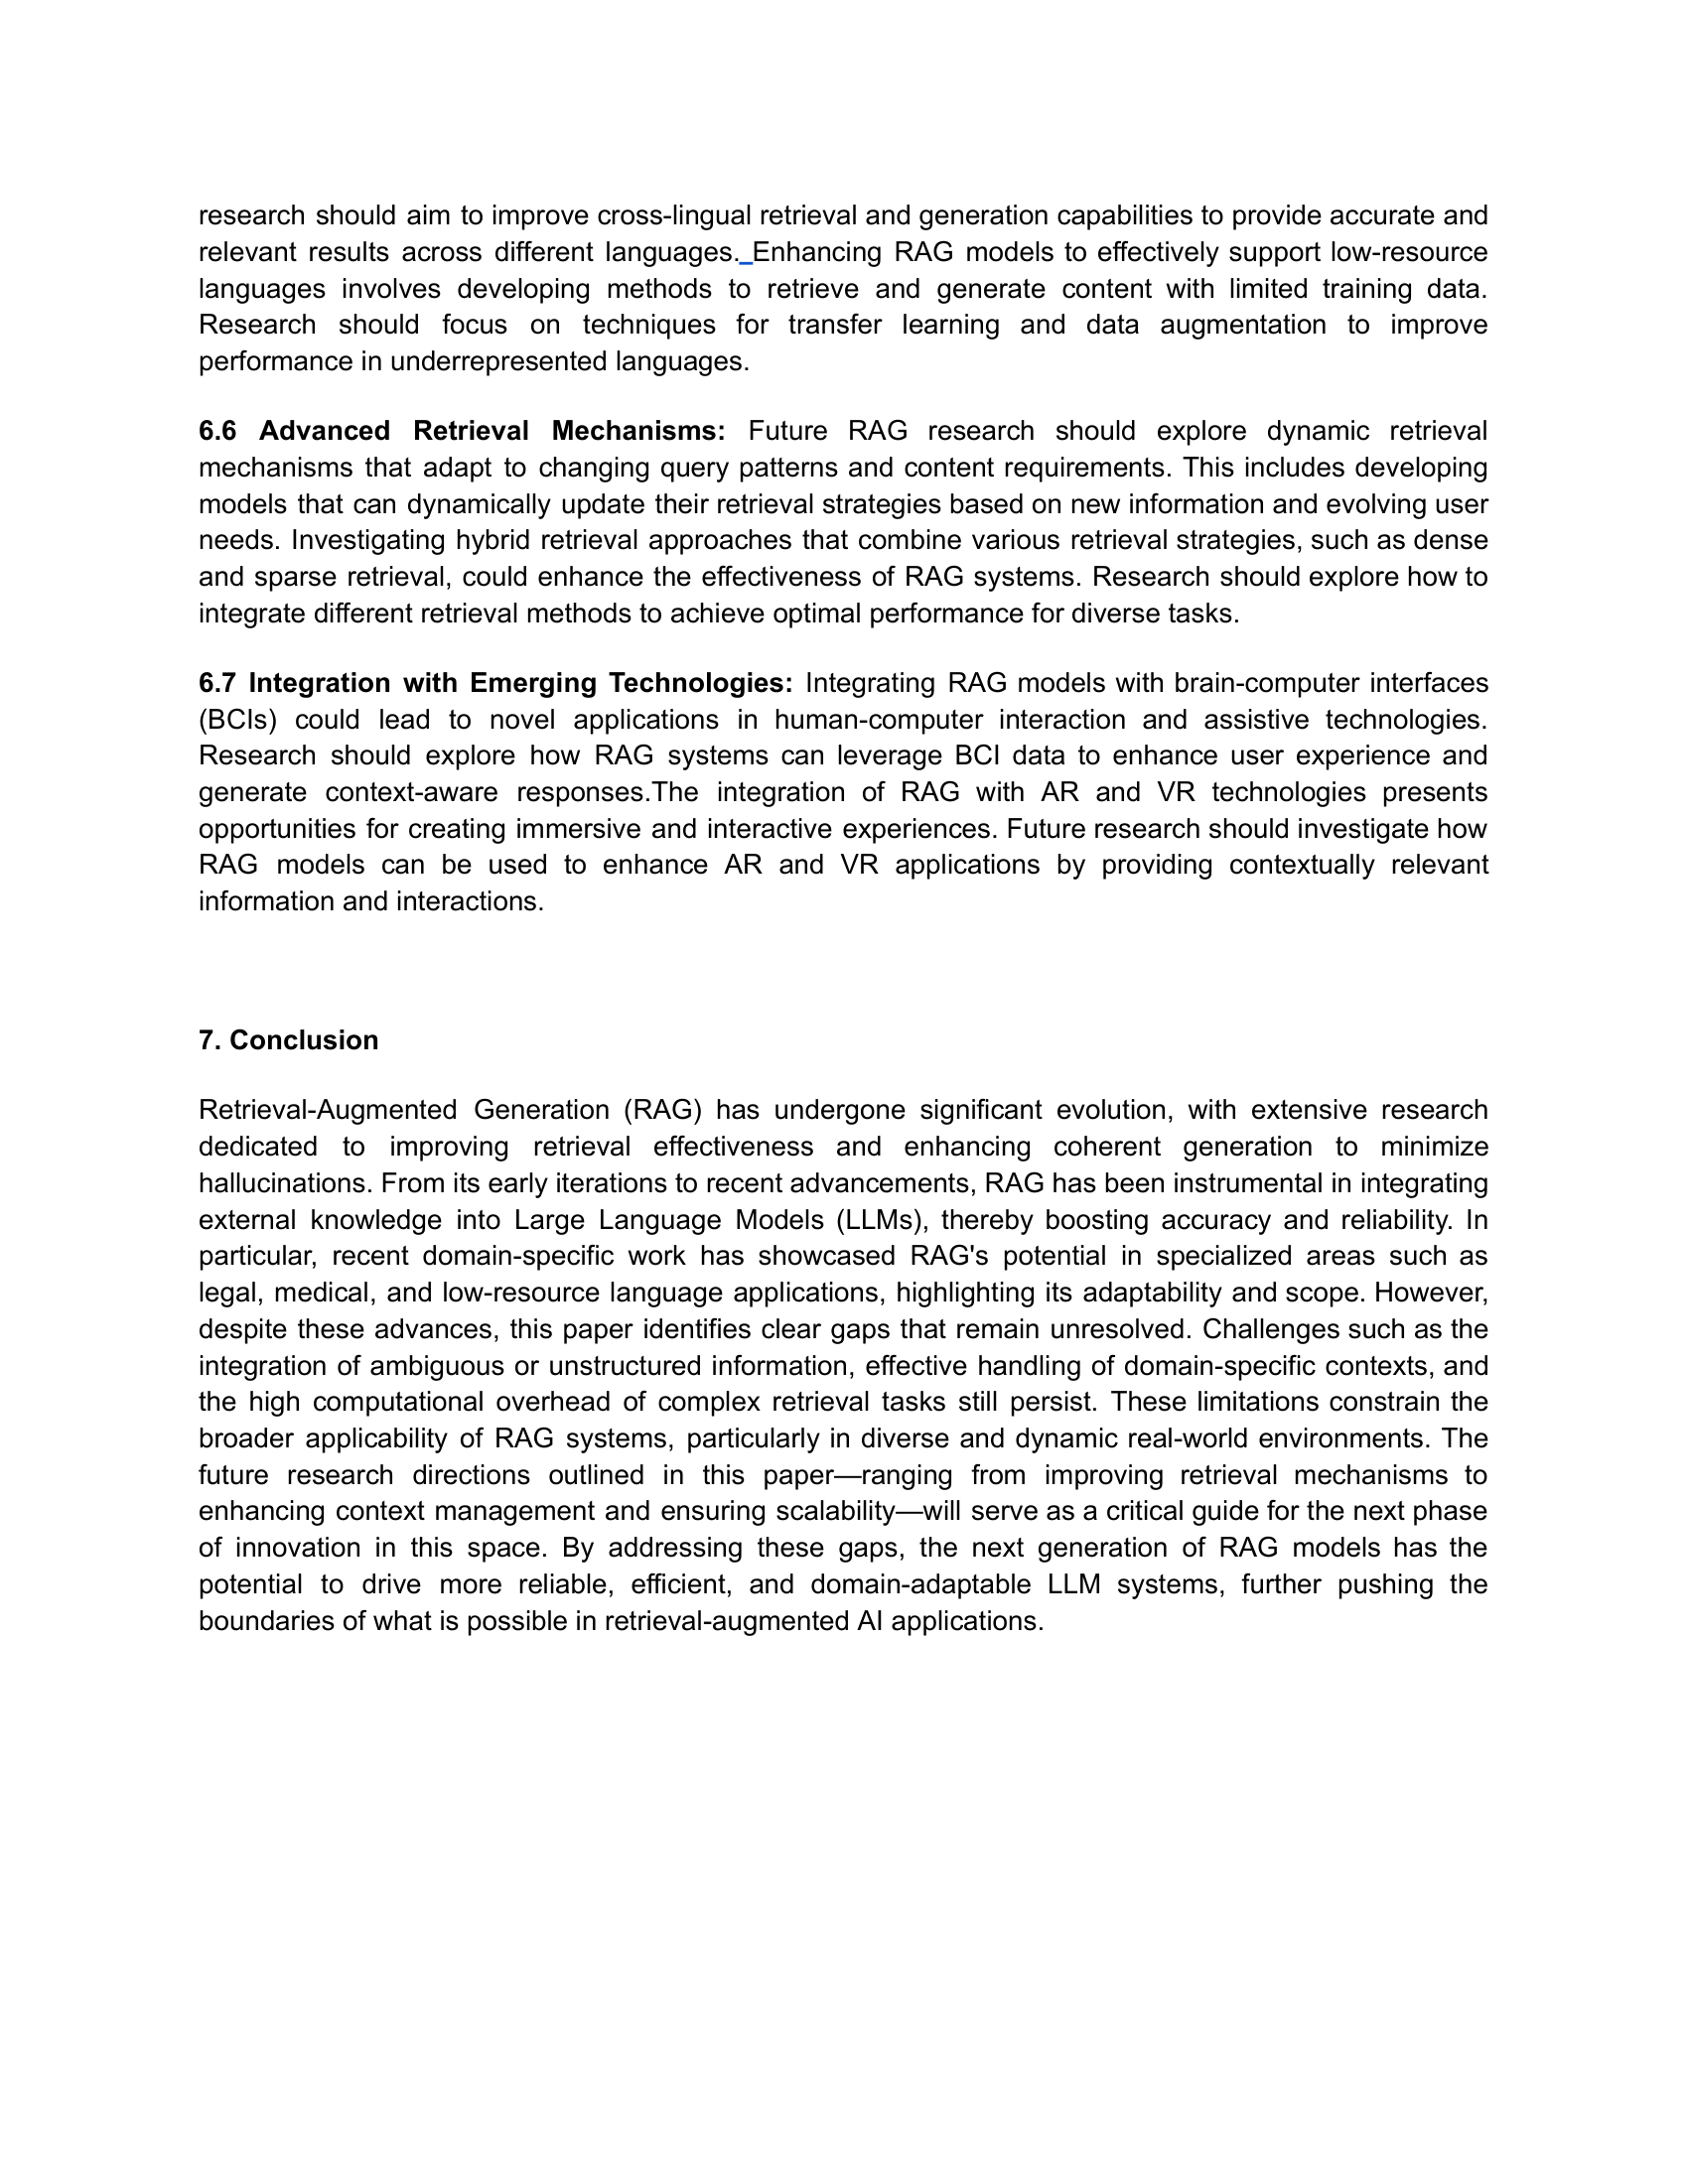 research should aim to improve cross-lingual retrieval and generation capabilities to provide accurate and
relevant results across different languages. Enhancing RAG models to effectively support low-resource
languages involves developing methods to retrieve and generate content with limited training data.
Research should focus on techniques for transfer learning and data augmentation to improve
performance in underrepresented languages.
6.6 Advanced Retrieval Mechanisms: Future RAG research should explore dynamic retrieval
mechanisms that adapt to changing query patterns and content requirements. This includes developing
models that can dynamically update their retrieval strategies based on new information and evolving user
needs. Investigating hybrid retrieval approaches that combine various retrieval strategies, such as dense
and sparse retrieval, could enhance the effectiveness of RAG systems. Research should explore how to
integrate different retrieval methods to achieve optimal performance for diverse tasks.
6.7 Integration with Emerging Technologies: Integrating RAG models with brain-computer interfaces
(BCIs) could lead to novel applications in human-computer interaction and assistive technologies.
Research should explore how RAG systems can leverage BCI data to enhance user experience and
generate context-aware responses.The integration of RAG with AR and VR technologies presents
opportunities for creating immersive and interactive experiences. Future research should investigate how
RAG models can be used to enhance AR and VR applications by providing contextually relevant
information and interactions.
7. Conclusion
Retrieval-Augmented Generation (RAG) has undergone significant evolution, with extensive research
dedicated to improving retrieval effectiveness and enhancing coherent generation to minimize
hallucinations. From its early iterations to recent advancements, RAG has been instrumental in integrating
external knowledge into Large Language Models (LLMs), thereby boosting accuracy and reliability. In
particular, recent domain-specific work has showcased RAG's potential in specialized areas such as
legal, medical, and low-resource language applications, highlighting its adaptability and scope. However,
despite these advances, this paper identifies clear gaps that remain unresolved. Challenges such as the
integration of ambiguous or unstructured information, effective handling of domain-specific contexts, and
the high computational overhead of complex retrieval tasks still persist. These limitations constrain the
broader applicability of RAG systems, particularly in diverse and dynamic real-world environments. The
future research directions outlined in this paper—ranging from improving retrieval mechanisms to
enhancing context management and ensuring scalability—will serve as a critical guide for the next phase
of innovation in this space. By addressing these gaps, the next generation of RAG models has the
potential to drive more reliable, efficient, and domain-adaptable LLM systems, further pushing the
boundaries of what is possible in retrieval-augmented AI applications.